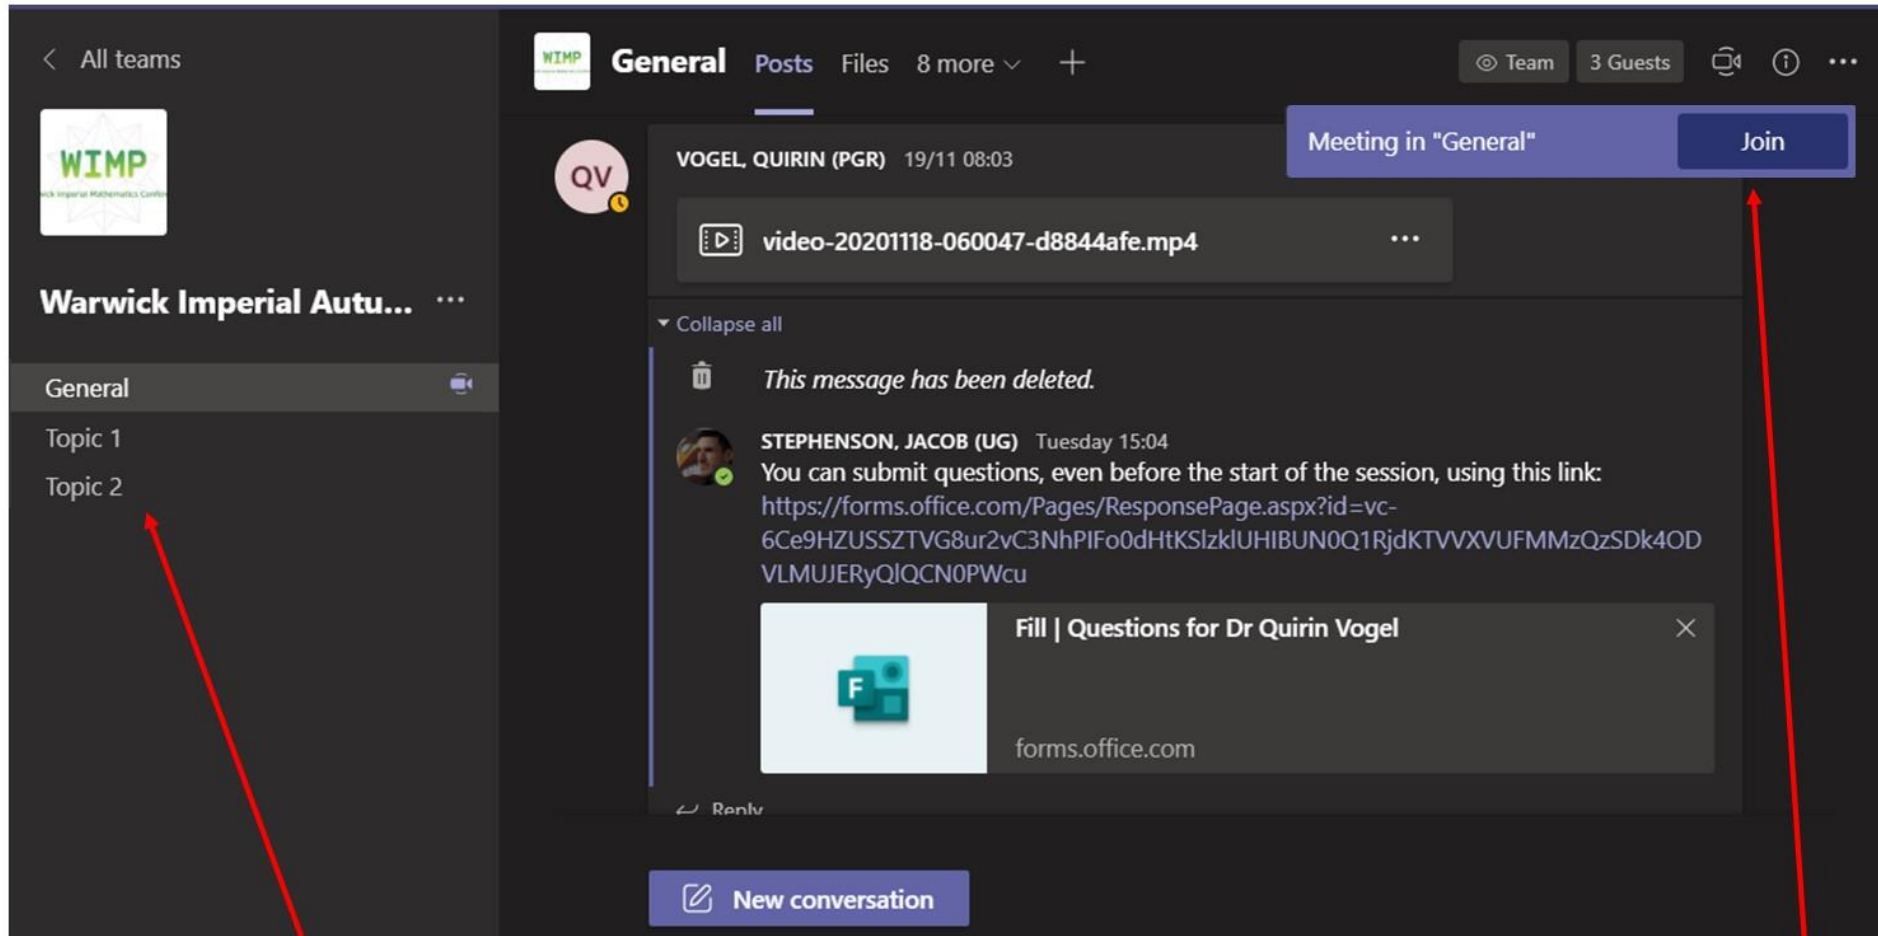 All teams
WIMP
Warwick Imperial Autu...
General
Topic 1
Topic 2
WIMP
General Posts Files 8 more
Team 3 Guests
Meeting in "General" Join
QV
VOGEL, QUIRIN (PGR) 19/11 08:03
video-20201118-060047-d8844afe.mp4
Collapse all
This message has been deleted.
STEPHENSON, JACOB (UG) Tuesday 15:04
You can submit questions, even before the start of the session, using this link:
https://forms.office.com/Pages/ResponsePage.aspx?id=vc-
6Ce9HZUSSZTVG8ur2vC3NhPIFo0dHtKSlzklUHIBUN0Q1RjdKTVVXVUFMMzQzSDk4OD
VLMUJERyQlQCN0PWcu
F
Fill | Questions for Dr Quirin Vogel
forms.office.com
Reply
New conversation